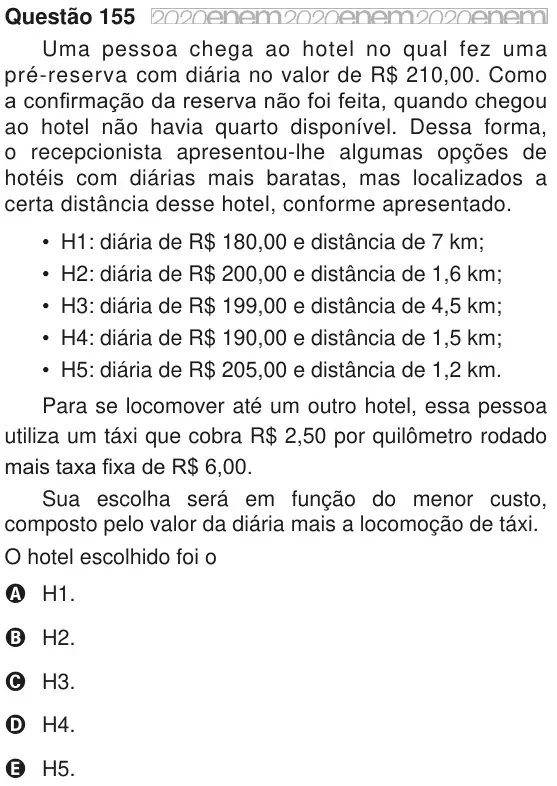 Questão 155 2020enem2020enem2020enem
Uma pessoa chega ao hotel no qual fez uma
pré-reserva com diária no valor de R$ 210,00. Como
a confirmação da reserva não foi feita, quando chegou
ao hotel não havia quarto disponível. Dessa forma,
o recepcionista apresentou-lhe algumas opções de
hotéis com diárias mais baratas, mas localizados a
certa distância desse hotel, conforme apresentado.
• H1: diária de R$ 180,00 e distância de 7 km;
• H2: diária de R$ 200,00 e distância de 1,6 km;
• H3: diária de R$ 199,00 e distância de 4,5 km;
• H4: diária de R$ 190,00 e distância de 1,5 km;
• H5: diária de R$ 205,00 e distância de 1,2 km.
Para se locomover até um outro hotel, essa pessoa
utiliza um táxi que cobra R$ 2,50 por quilômetro rodado
mais taxa fixa de R$ 6,00.
Sua escolha será em função do menor custo,
composto pelo valor da diária mais a locomoção de táxi.
O hotel escolhido foi o
A H1.
B H2.
C H3.
D H4.
E H5.